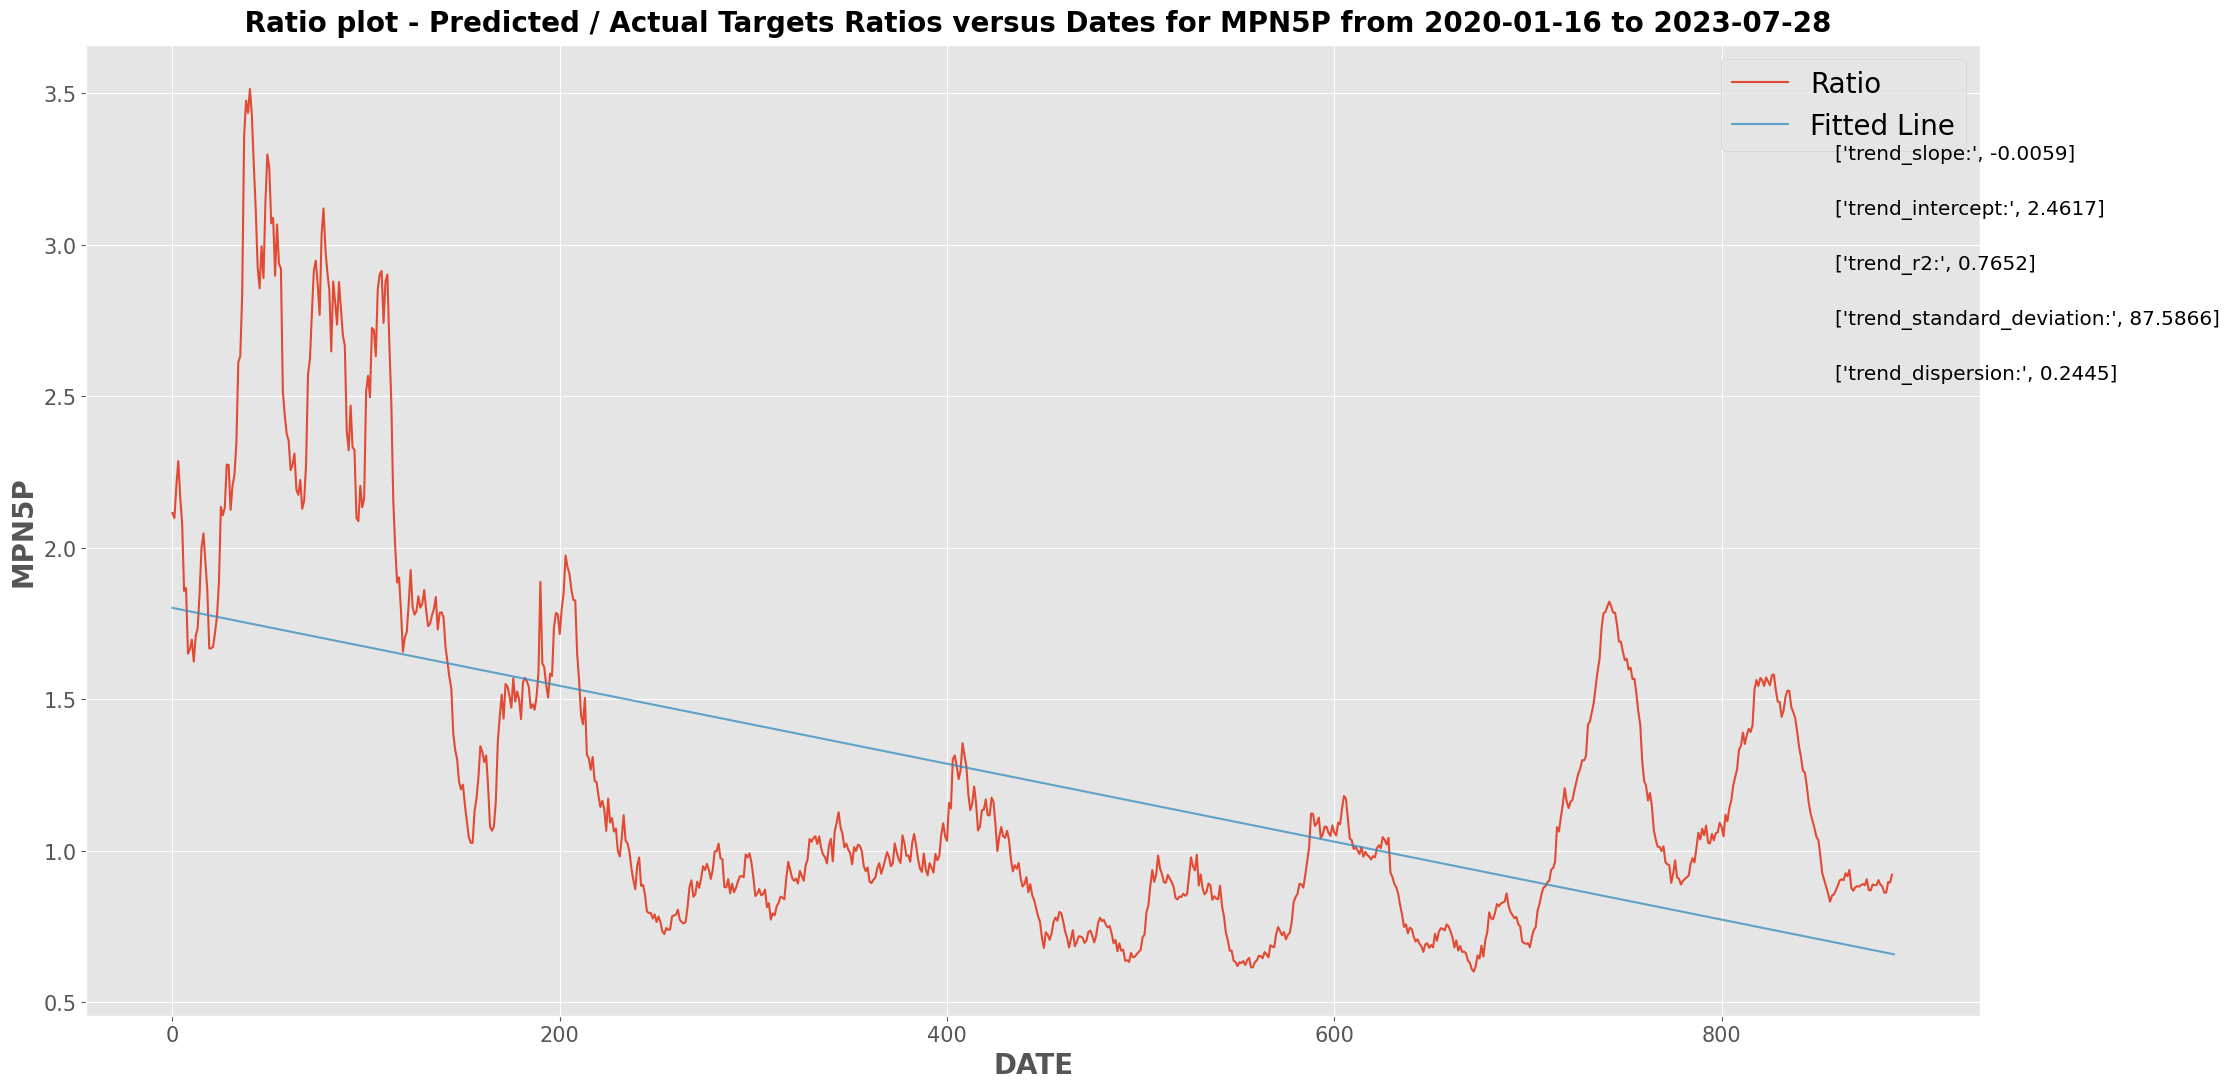 Ratio plot - Predicted / Actual Targets Ratios versus Dates for MPN5P from 2020-01-16 to 2023-07-28
Ratio
Fitted Line
['trend_slope:', -0.0059]
['trend_intercept:', 2.4617]
['trend_r2:', 0.7652]
['trend_standard_deviation:', 87.5866]
['trend_dispersion:', 0.2445]
MPN5P
3.5
3.0
2.5
2.0
1.5
1.0
0.5
0 200 400 600 800
DATE